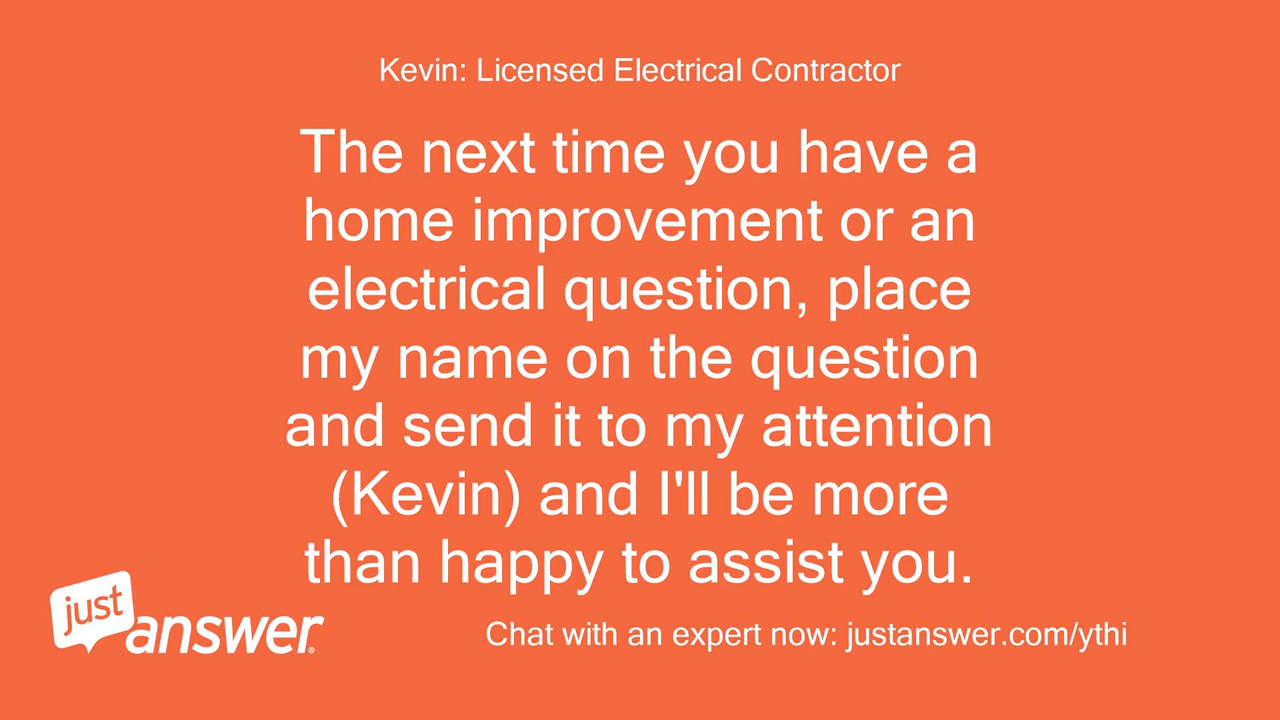 Kevin: Licensed Electrical Contractor
The next time you have a
home improvement or an
electrical question, place
my name on the question
and send it to my attention
(Kevin) and I'll be more
than happy to assist you.
just
answer®
Chat with an expert now: justanswer.com/ythi